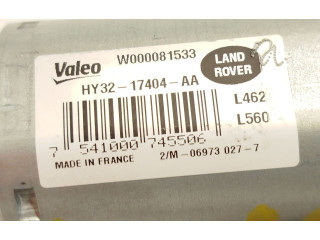 Valeo W000081533
LAND ROVER
HY32-17404-AA
L462
L560
7 541000 745506
MADE IN FRANCE 2/M-06973 027-7